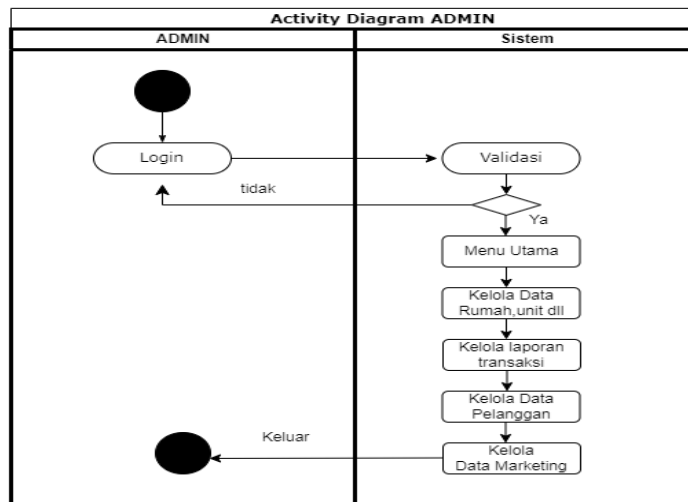 Activity Diagram ADMIN
ADMIN
Sistem
Login
Validasi
tidak
Ya
Menu Utama
Kelola Data
Rumah,unit dll
Kelola laporan
transaksi
Kelola Data
Pelanggan
Keluar
Kelola
Data Marketing